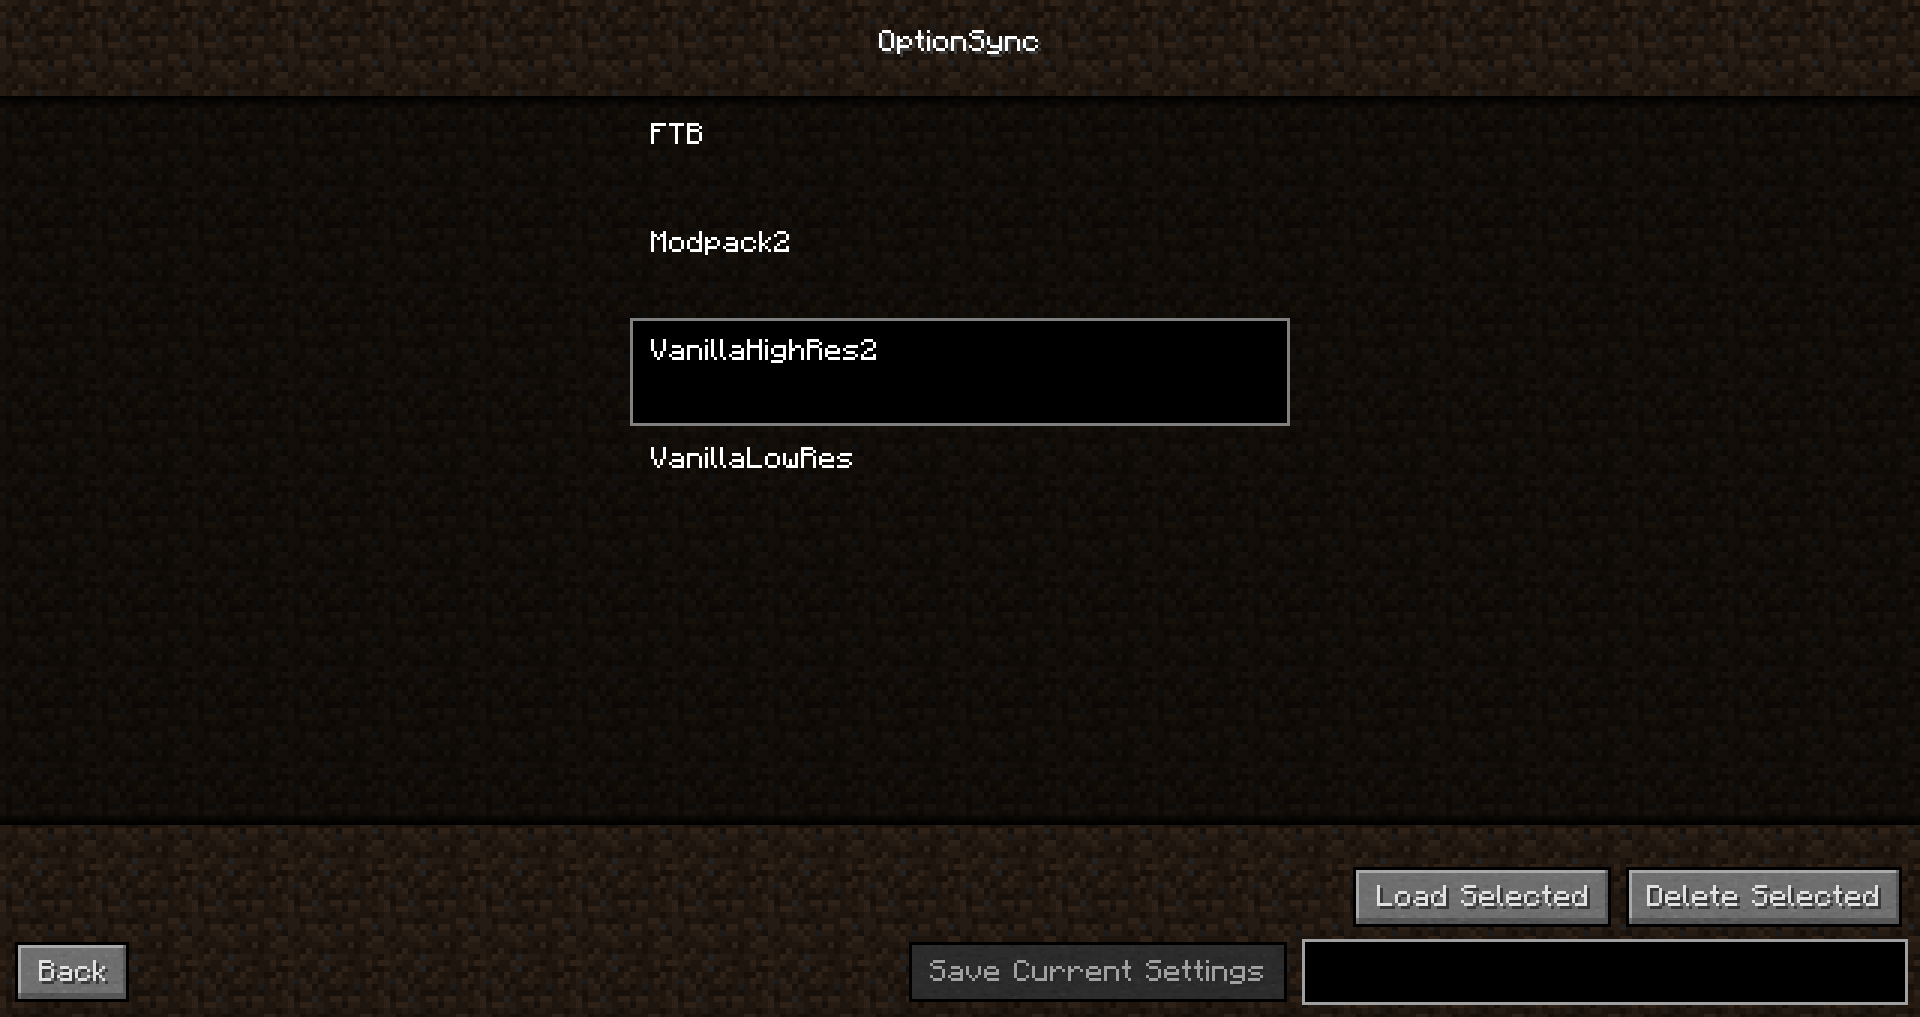 OptionSync
FTB
Modpack2
VanillaHighRes2
VanillaLowRes
Load Selected
Delete Selected
Back
Save Current Settings